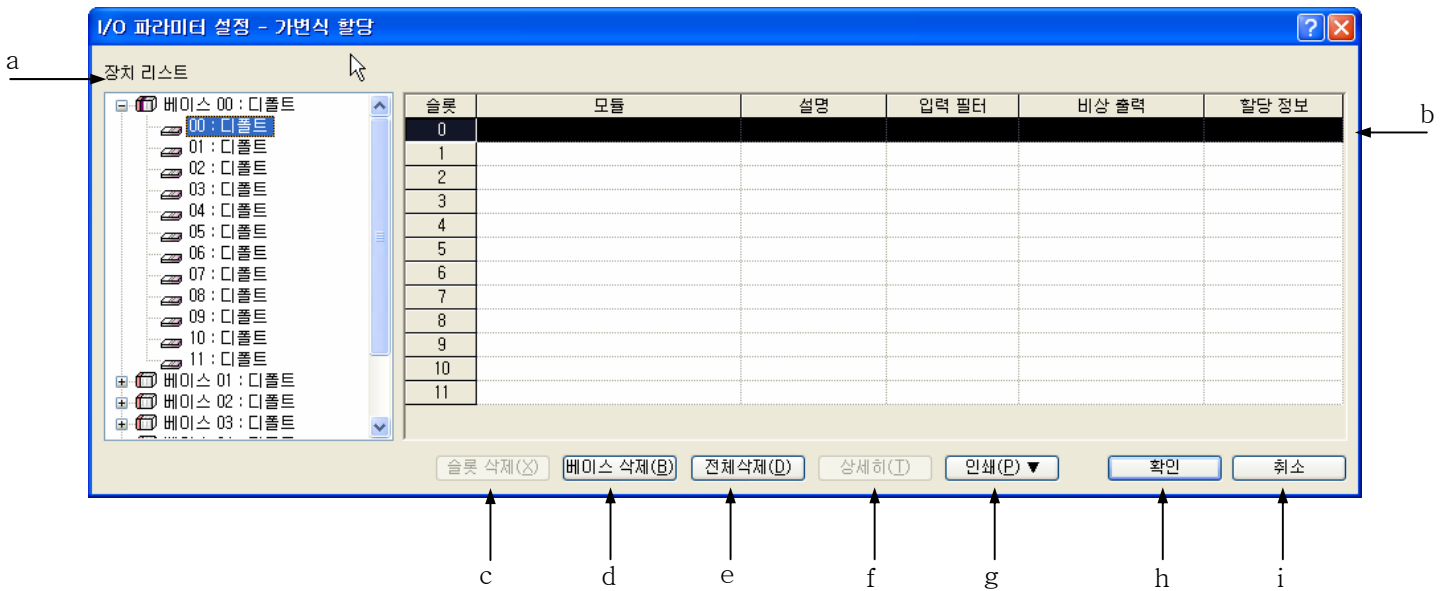 I/O 파라미터 설정 - 가변식 할당
a
장치 리스트
베이스 00 : 디폴트
00 : 디폴트
01 : 디폴트
02 : 디폴트
03 : 디폴트
04 : 디폴트
05 : 디폴트
06 : 디폴트
07 : 디폴트
08 : 디폴트
09 : 디폴트
10 : 디폴트
11 : 디폴트
베이스 01 : 디폴트
베이스 02 : 디폴트
베이스 03 : 디폴트
슬롯 모듈 설명 입력 필터 비상 출력 할당 정보
0
1
2
3
4
5
6
7
8
9
10
11
b
슬롯 삭제(X) 베이스 삭제(B) 전체삭제(D) 상세히(T) 인쇄(P) ▼ 확인 취소
c d e f g h i